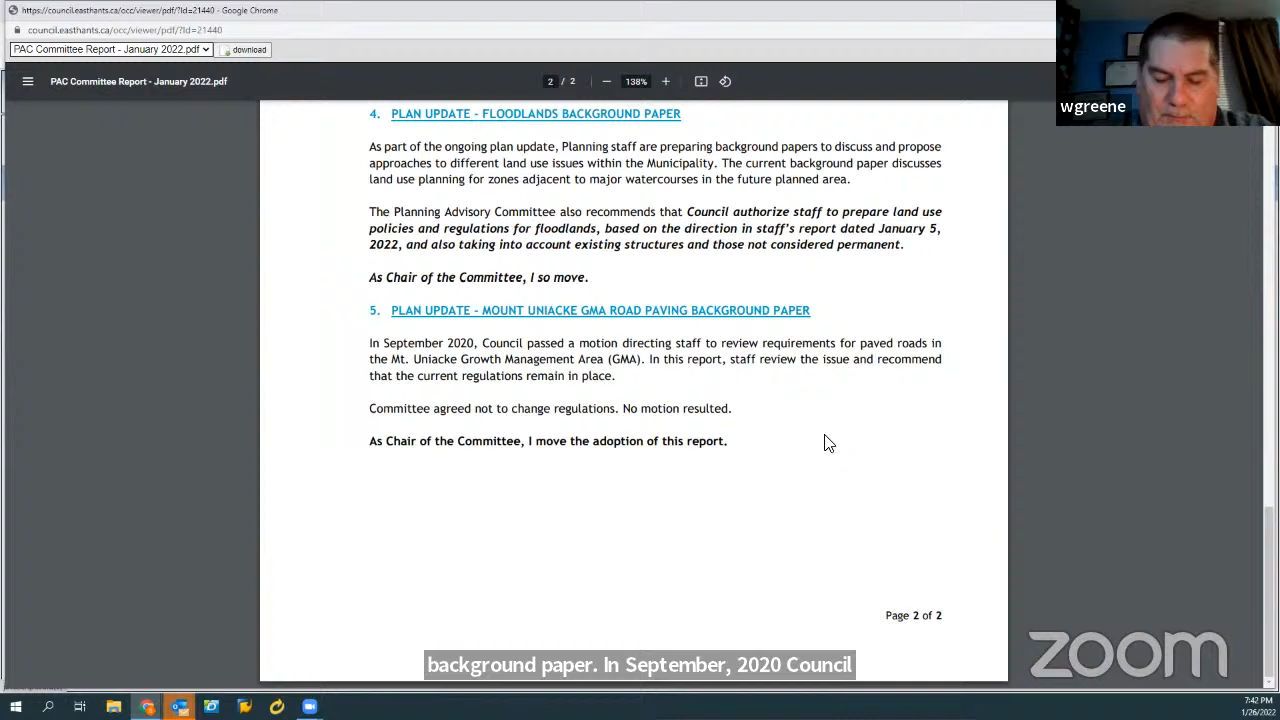 https://council.easthants.ca/occ/viewer/pdf/?Id=21440 - Google Chrome
council.easthants.ca/occ/viewer/pdf/?Id=21440
PAC Committee Report - January 2022.pdf
download
PAC Committee Report - January 2022.pdf
2 / 2
138%
wgreene
4. PLAN UPDATE - FLOODLANDS BACKGROUND PAPER
As part of the ongoing plan update, Planning staff are preparing background papers to discuss and propose
approaches to different land use issues within the Municipality. The current background paper discusses
land use planning for zones adjacent to major watercourses in the future planned area.
The Planning Advisory Committee also recommends that Council authorize staff to prepare land use
policies and regulations for floodlands, based on the direction in staff's report dated January 5,
2022, and also taking into account existing structures and those not considered permanent.
As Chair of the Committee, I so move.
5. PLAN UPDATE - MOUNT UNIACKE GMA ROAD PAVING BACKGROUND PAPER
In September 2020, Council passed a motion directing staff to review requirements for paved roads in
the Mt. Uniacke Growth Management Area (GMA). In this report, staff review the issue and recommend
that the current regulations remain in place.
Committee agreed not to change regulations. No motion resulted.
As Chair of the Committee, I move the adoption of this report.
Page 2 of 2
background paper. In September, 2020 Council
zoom
7:42 PM
1/26/2022